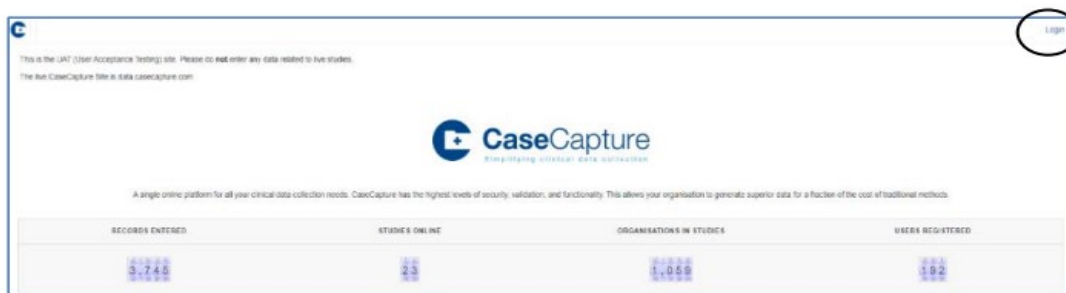 Login
This is the UAT (User Acceptance Testing) site. Please do not enter any data related to live studies.
The live CaseCapture Site is data.casecapture.com
CaseCapture
Simplifying clinical data collection
A single online platform for all your clinical data collection needs. CaseCapture has the highest levels of security, validation, and functionality. This allows your organisation to generate superior data for a fraction of the cost of traditional methods.
RECORDS ENTERED STUDIES ONLINE ORGANISATIONS IN STUDIES USERS REGISTERED
3,745 23 1,059 192